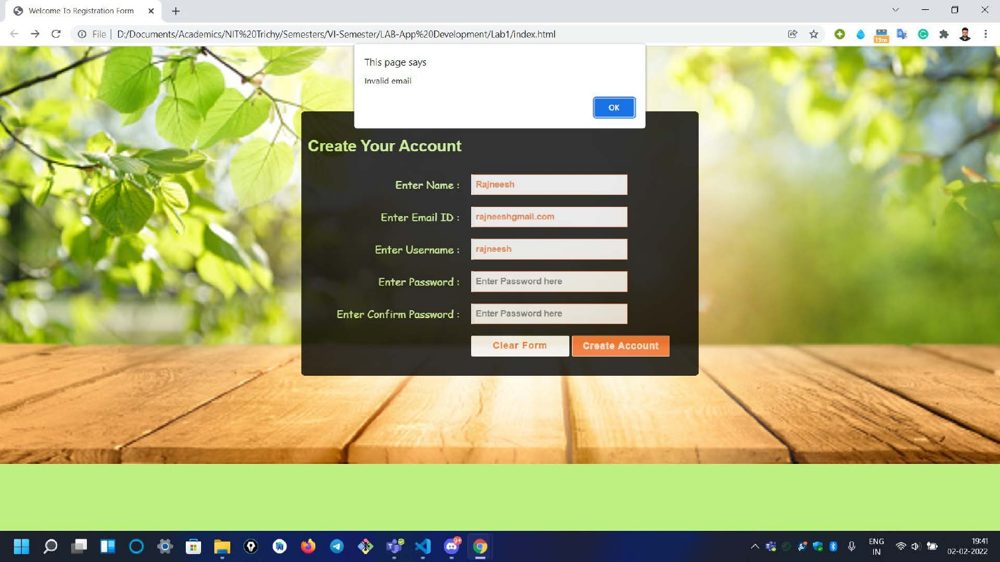 Welcome To Registration Form
File | D:/Documents/Academics/NIT%20Trichy/Semesters/VI-Semester/LAB-App%20Development/Lab1/index.html
19m
This page says
Invalid email
OK
Create Your Account
Enter Name : Rajneesh
Enter Email ID : rajneeshgmail.com
Enter Username : rajneesh
Enter Password : Enter Password here
Enter Confirm Password : Enter Password here
Clear Form Create Account
9+
ENG
IN
19:41
02-02-2022